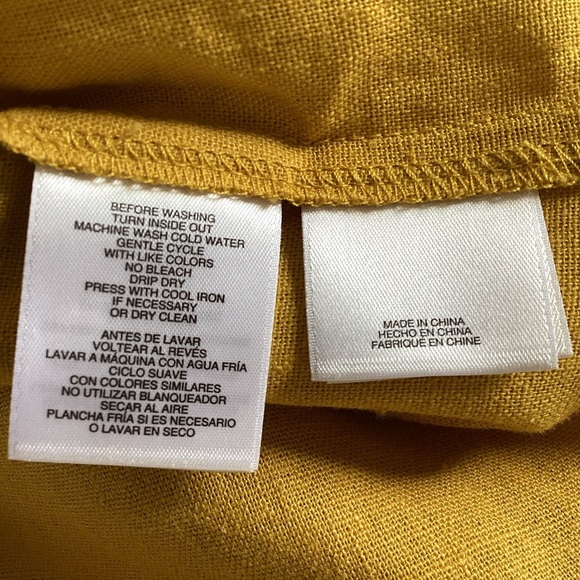 BEFORE WASHING
TURN INSIDE OUT
MACHINE WASH COLD WATER
GENTLE CYCLE
WITH LIKE COLORS
NO BLEACH
DRIP DRY
PRESS WITH COOL IRON
IF NECESSARY
OR DRY CLEAN
ANTES DE LAVAR
VOLTEAR AL REVÉS
LAVAR A MÁQUINA CON AGUA FRÍA
CICLO SUAVE
CON COLORES SIMILARES
NO UTILIZAR BLANQUEADOR
SECAR AL AIRE
PLANCHA FRÍA SI ES NECESARIO
O LAVAR EN SECO
MADE IN CHINA
HECHO EN CHINA
FABRIQUÉ EN CHINE